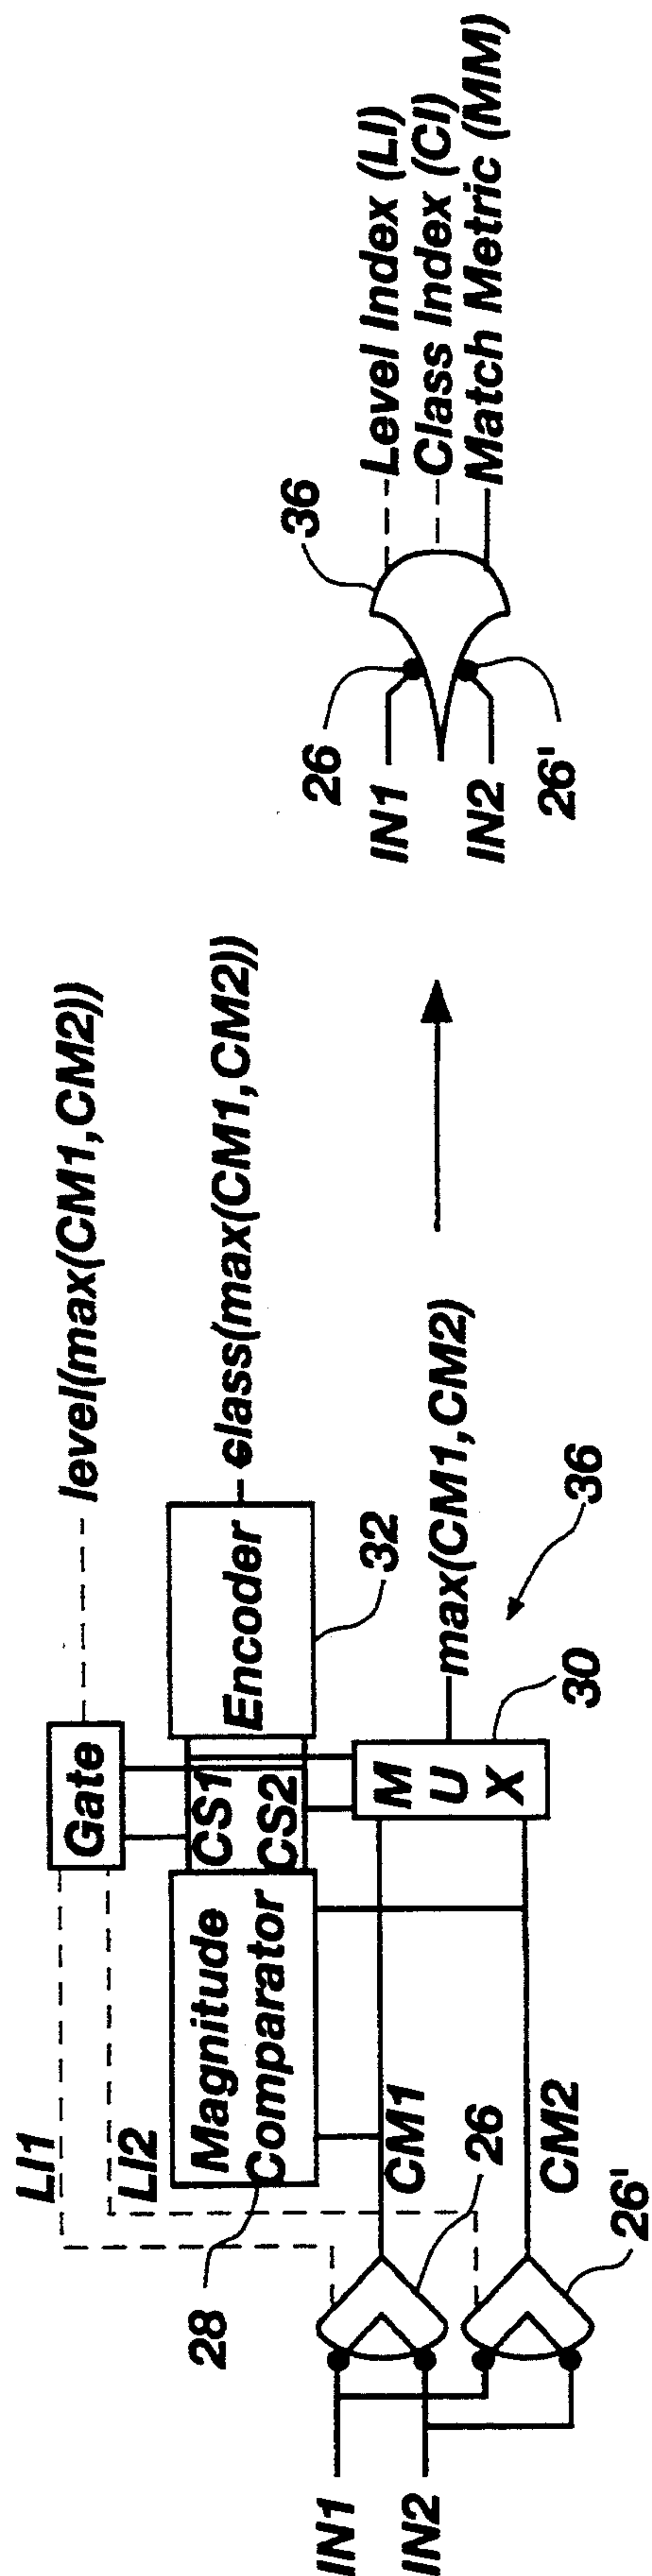 LI1
LI2
Gate
level(max(CM1,CM2))
28
Magnitude
Comparator
CS1
CS2
Encoder
class(max(CM1,CM2))
32
IN1
IN2
CM1
26
CM2
26'
M
U
X
30
max(CM1,CM2)
36
26
IN1
IN2
26'
36
Level Index (LI)
Class Index (CI)
Match Metric (MM)